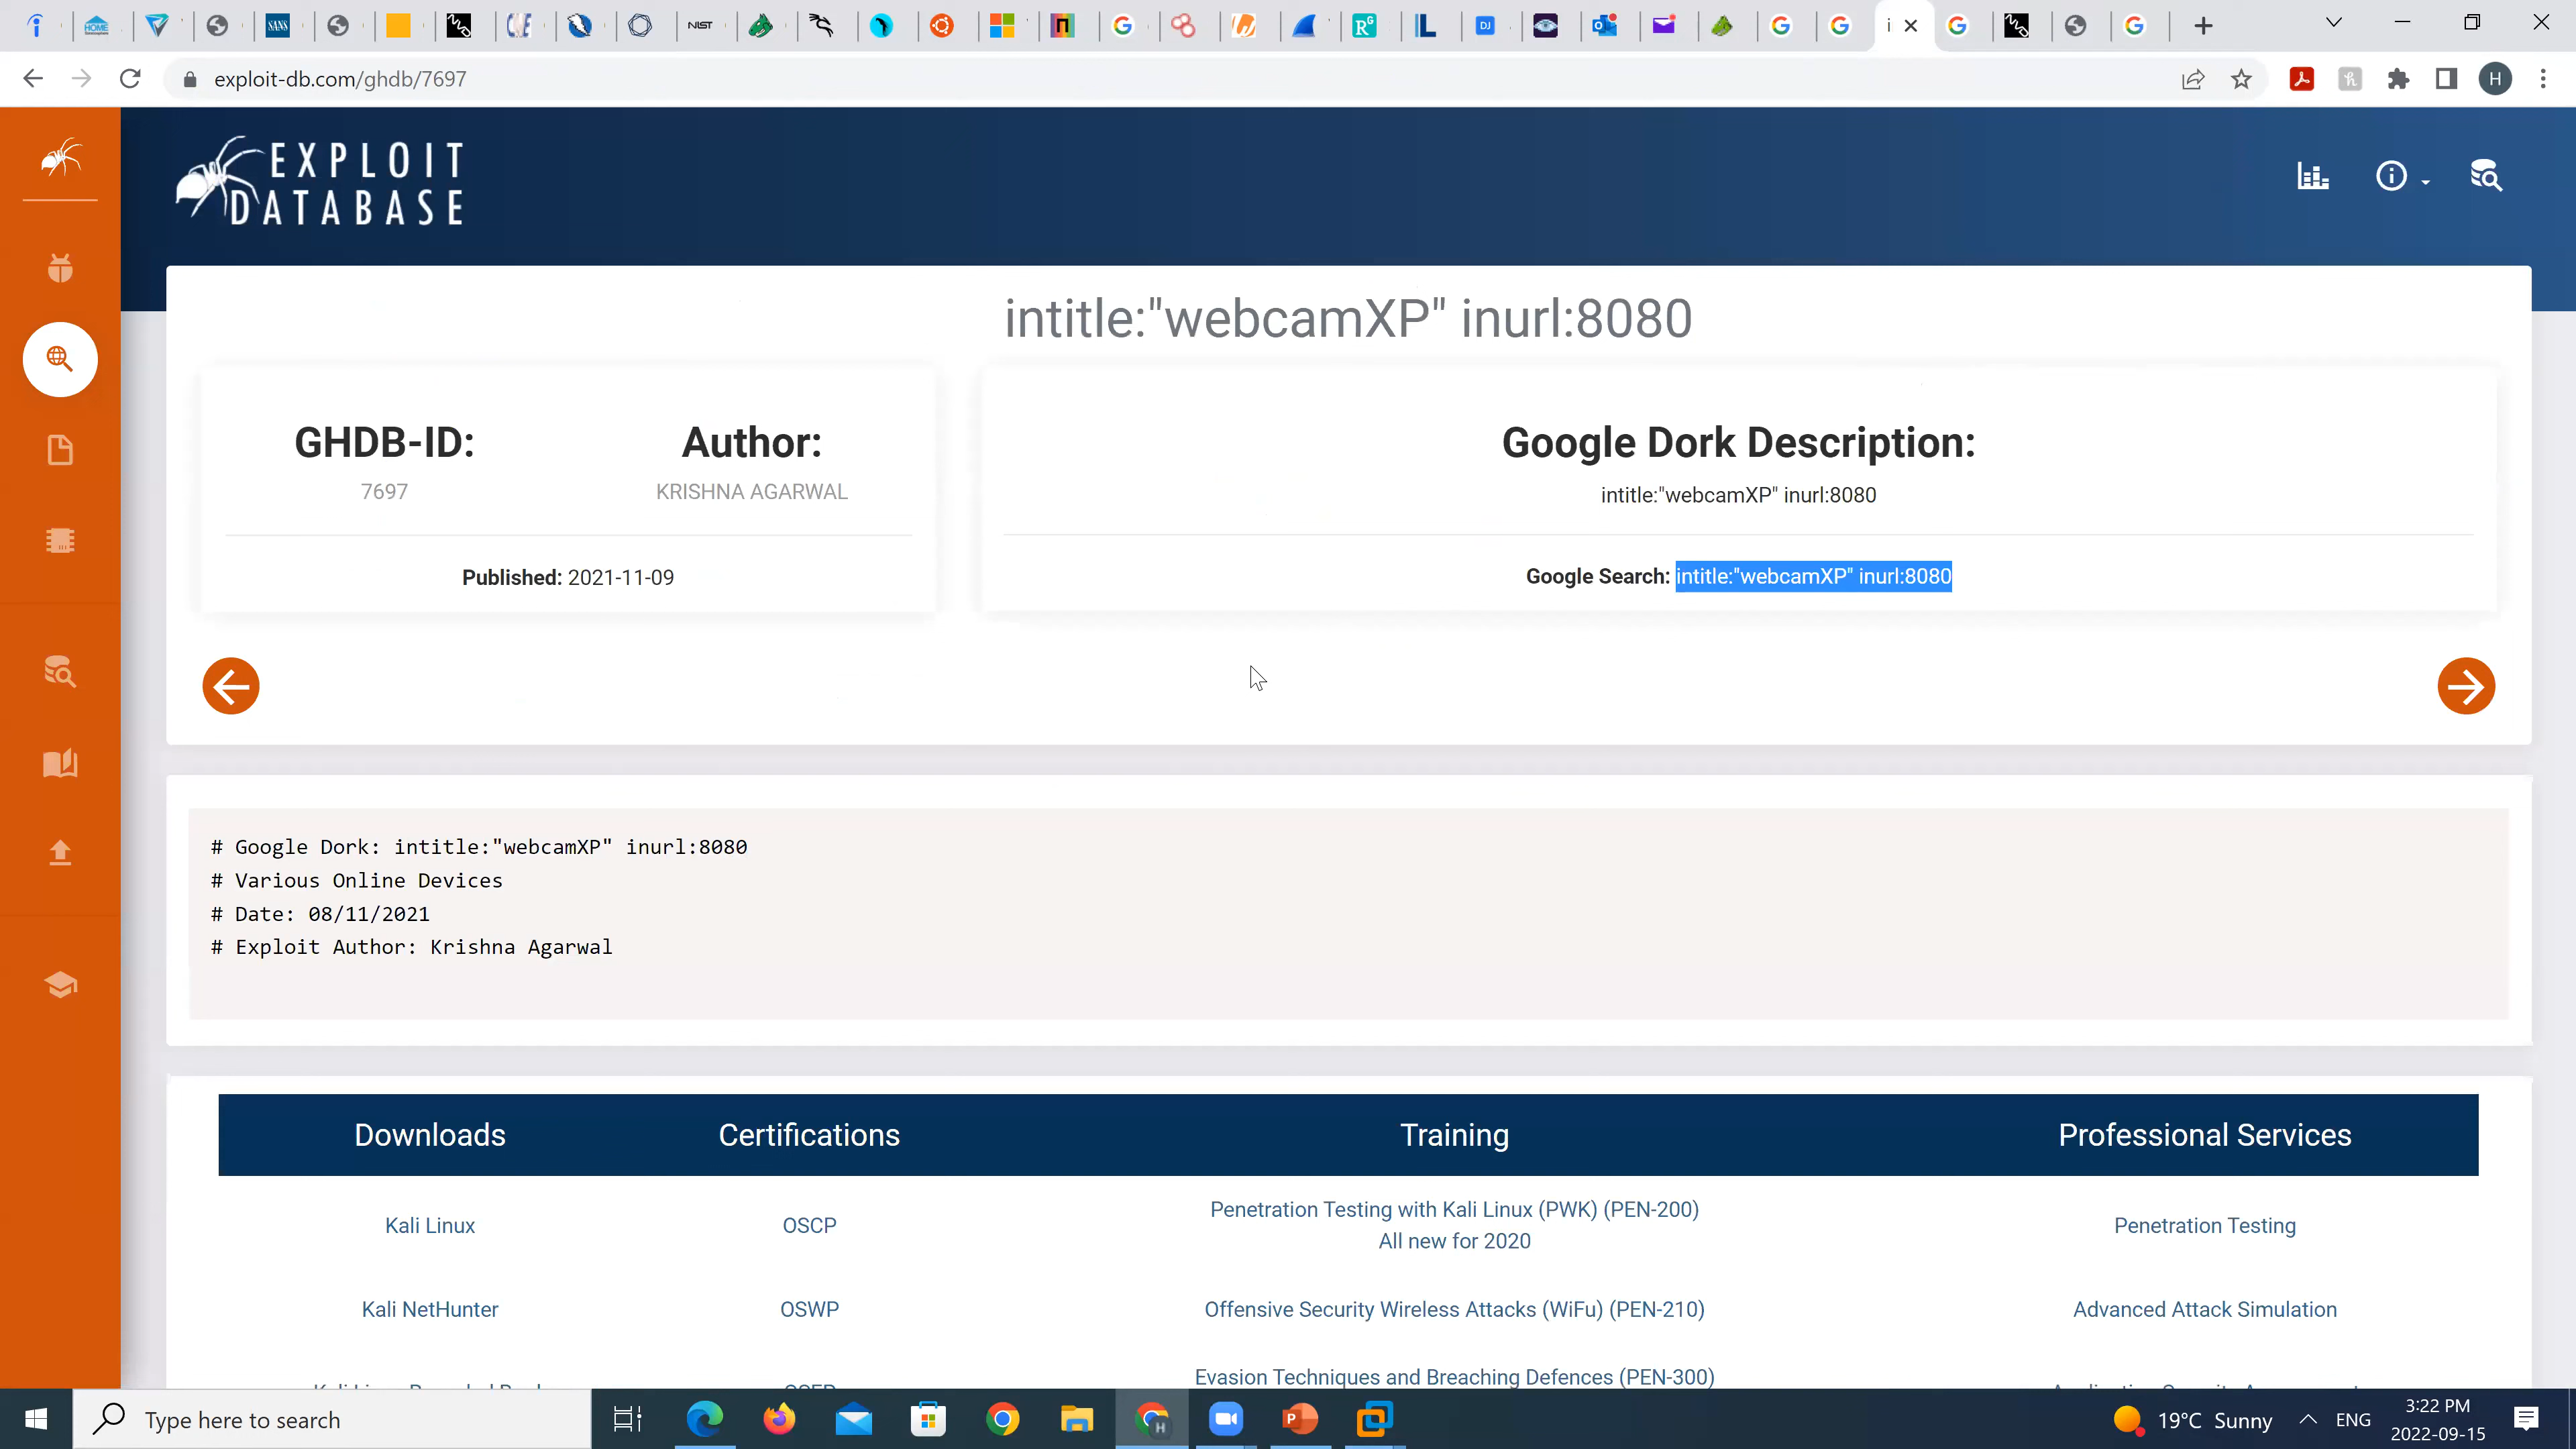 exploit-db.com/ghdb/7697
H
EXPLOIT
DATABASE
intitle:"webcamXP" inurl:8080
GHDB-ID:
7697
Author:
KRISHNA AGARWAL
Published: 2021-11-09
Google Dork Description:
intitle:"webcamXP" inurl:8080
Google Search: intitle:"webcamXP" inurl:8080
# Google Dork: intitle:"webcamXP" inurl:8080
# Various Online Devices
# Date: 08/11/2021
# Exploit Author: Krishna Agarwal
Downloads Certifications Training Professional Services
Kali Linux OSCP Penetration Testing with Kali Linux (PWK) (PEN-200) Penetration Testing
All new for 2020
Kali NetHunter OSWP Offensive Security Wireless Attacks (WiFu) (PEN-210) Advanced Attack Simulation
Evasion Techniques and Breaching Defences (PEN-300)
Type here to search
19°C Sunny
ENG
3:22 PM
2022-09-15